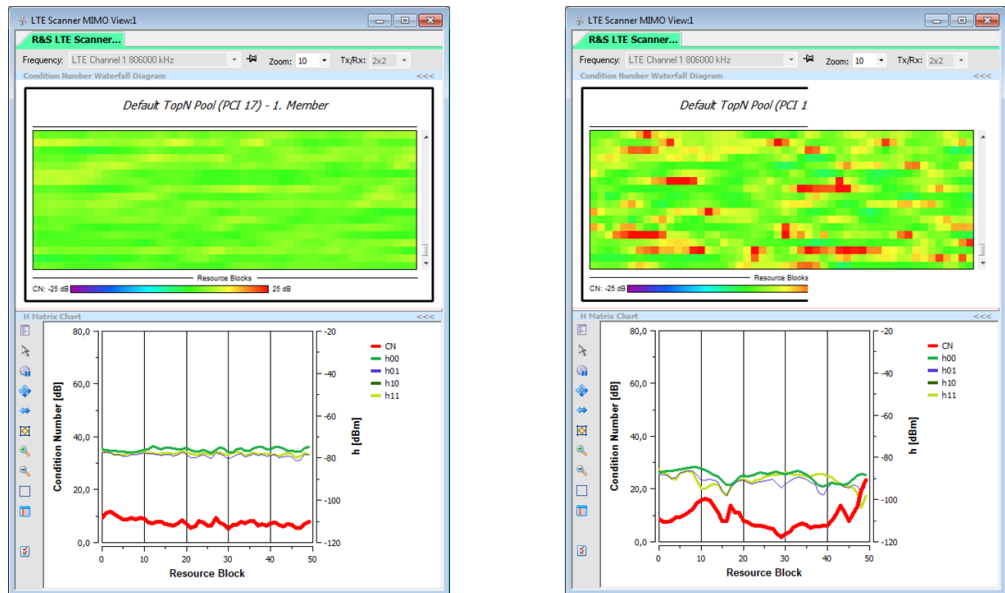 LTE Scanner MIMO View:1
R&S LTE Scanner...
Frequency: LTE Channel 1 806000 kHz Zoom: 10 Tx/Rx: 2x2
Condition Number Waterfall Diagram <<<
Default TopN Pool (PCI 17) - 1. Member
Resource Blocks
CN: -25 dB 25 dB
H Matrix Chart <<<
80,0 -20
CN
h00
60,0 -40
h01
h10
h11
-60
40,0
-80
20,0
-100
0,0 -120
Condition Number [dB]
h [dBm]
0 10 20 30 40 50
Resource Block
LTE Scanner MIMO View:1
R&S LTE Scanner...
Frequency: LTE Channel 1 806000 kHz Zoom: 10 Tx/Rx: 2x2
Condition Number Waterfall Diagram <<<
Default TopN Pool (PCI 1
Resource Blocks
CN: -25 dB
H Matrix Chart <<<
80,0 -20
CN
h00
60,0 -40
h01
h10
h11
-60
40,0
-80
20,0
-100
0,0 -120
Condition Number [dB]
h [dBm]
0 10 20 30 40 50
Resource Block